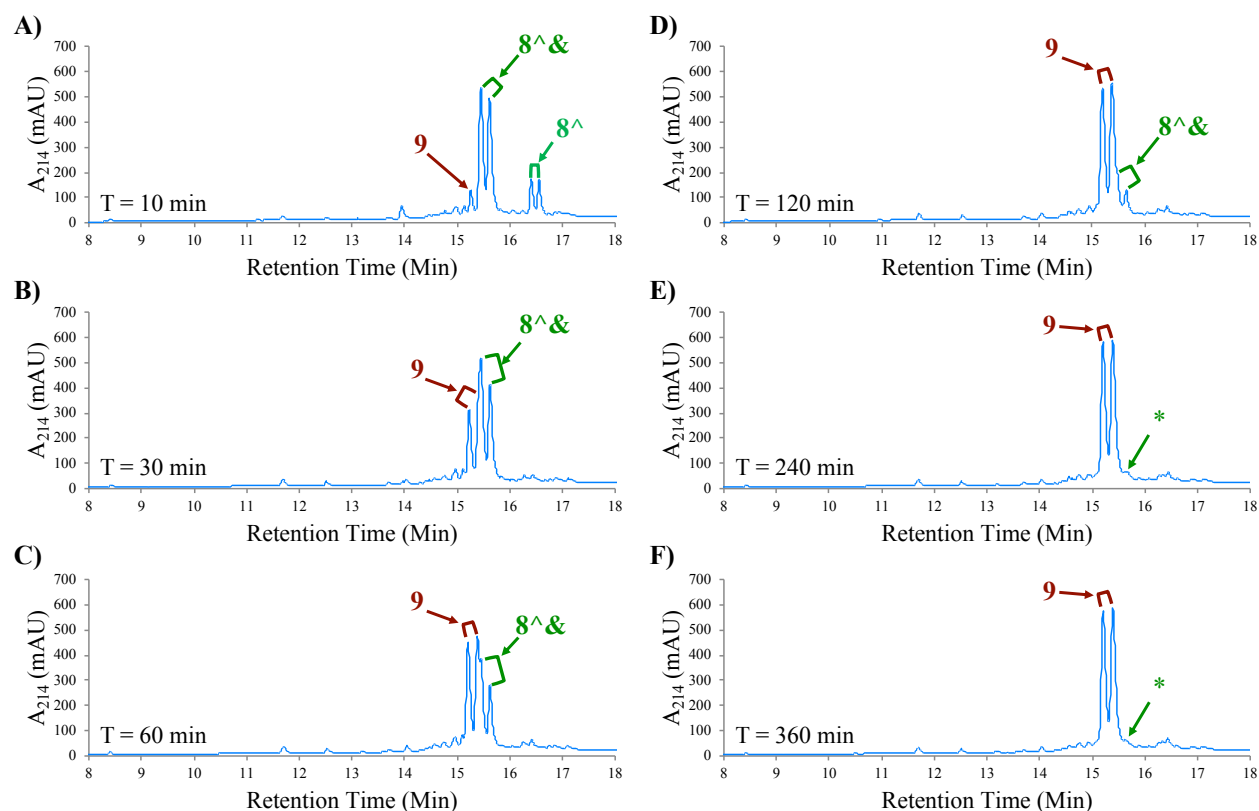 A)
A₂₁₄ (mAU)
700
600
500
400
300
200
100
0
9
8^&
8^
T = 10 min
8 9 10 11 12 13 14 15 16 17 18
Retention Time (Min)
B)
A₂₁₄ (mAU)
700
600
500
400
300
200
100
0
9
8^&
T = 30 min
8 9 10 11 12 13 14 15 16 17 18
Retention Time (Min)
C)
A₂₁₄ (mAU)
700
600
500
400
300
200
100
0
9
8^&
T = 60 min
8 9 10 11 12 13 14 15 16 17 18
Retention Time (Min)
D)
A₂₁₄ (mAU)
700
600
500
400
300
200
100
0
9
8^&
T = 120 min
8 9 10 11 12 13 14 15 16 17 18
Retention Time (Min)
E)
A₂₁₄ (mAU)
700
600
500
400
300
200
100
0
9
*
T = 240 min
8 9 10 11 12 13 14 15 16 17 18
Retention Time (Min)
F)
A₂₁₄ (mAU)
700
600
500
400
300
200
100
0
9
*
T = 360 min
8 9 10 11 12 13 14 15 16 17 18
Retention Time (Min)